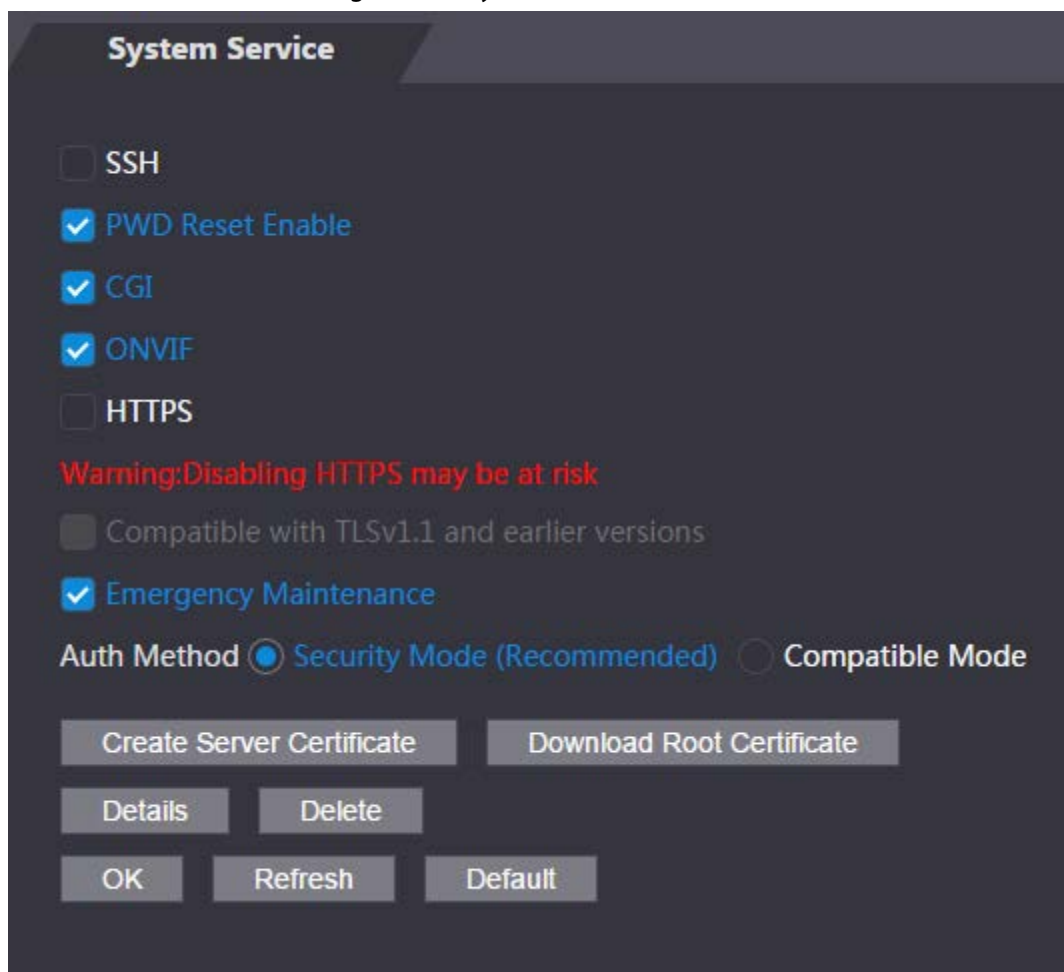 System Service
SSH
PWD Reset Enable
CGI
ONVIF
HTTPS
Warning:Disabling HTTPS may be at risk
Compatible with TLSv1.1 and earlier versions
Emergency Maintenance
Auth Method Security Mode (Recommended) Compatible Mode
Create Server Certificate Download Root Certificate
Details Delete
OK Refresh Default